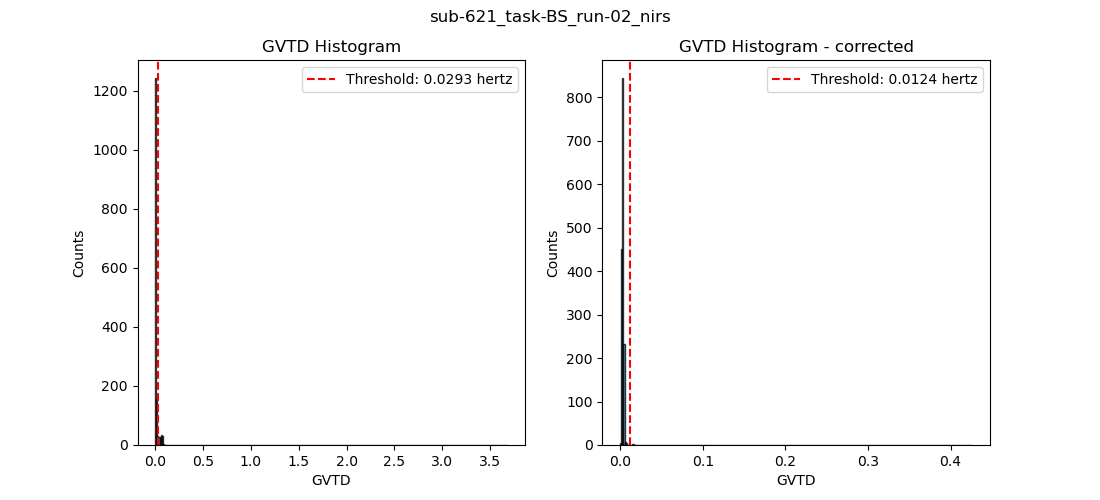 sub-621_task-BS_run-02_nirs
GVTD Histogram
Threshold: 0.0293 hertz
1200
1000
800
600
400
200
0
Counts
0.0 0.5 1.0 1.5 2.0 2.5 3.0 3.5
GVTD
GVTD Histogram - corrected
Threshold: 0.0124 hertz
800
700
600
500
400
300
200
100
0
Counts
0.0 0.1 0.2 0.3 0.4
GVTD